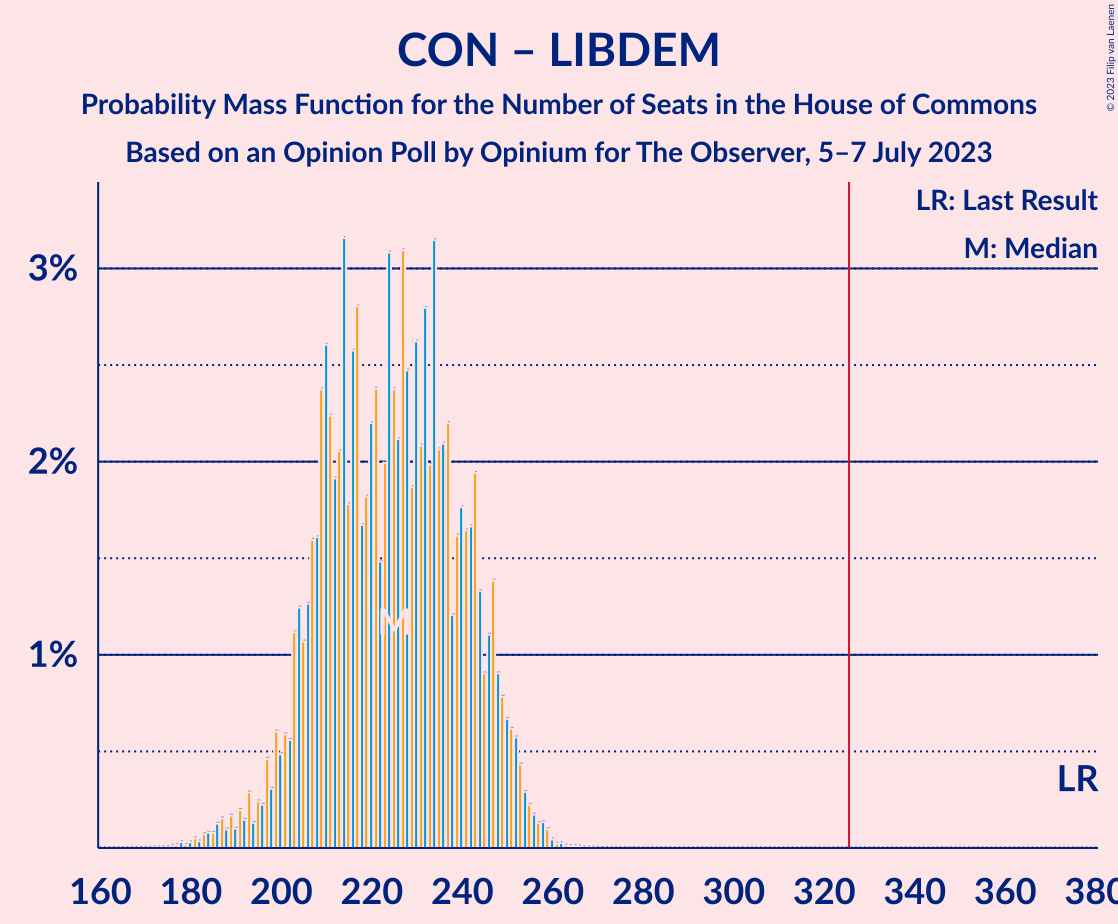 CON – LIBDEM
Probability Mass Function for the Number of Seats in the House of Commons
Based on an Opinion Poll by Opinium for The Observer, 5–7 July 2023
© 2023 Filip van Laenen
LR: Last Result
M: Median
3%
2%
1%
M
LR
160 180 200 220 240 260 280 300 320 340 360 380